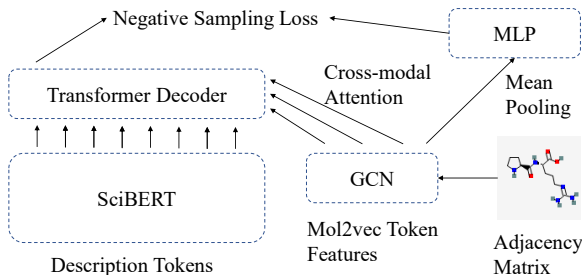 Negative Sampling Loss
MLP
Cross-modal
Attention
Mean
Pooling
Transformer Decoder
SciBERT
GCN
Mol2vec Token
Features
Adjacency
Matrix
Description Tokens